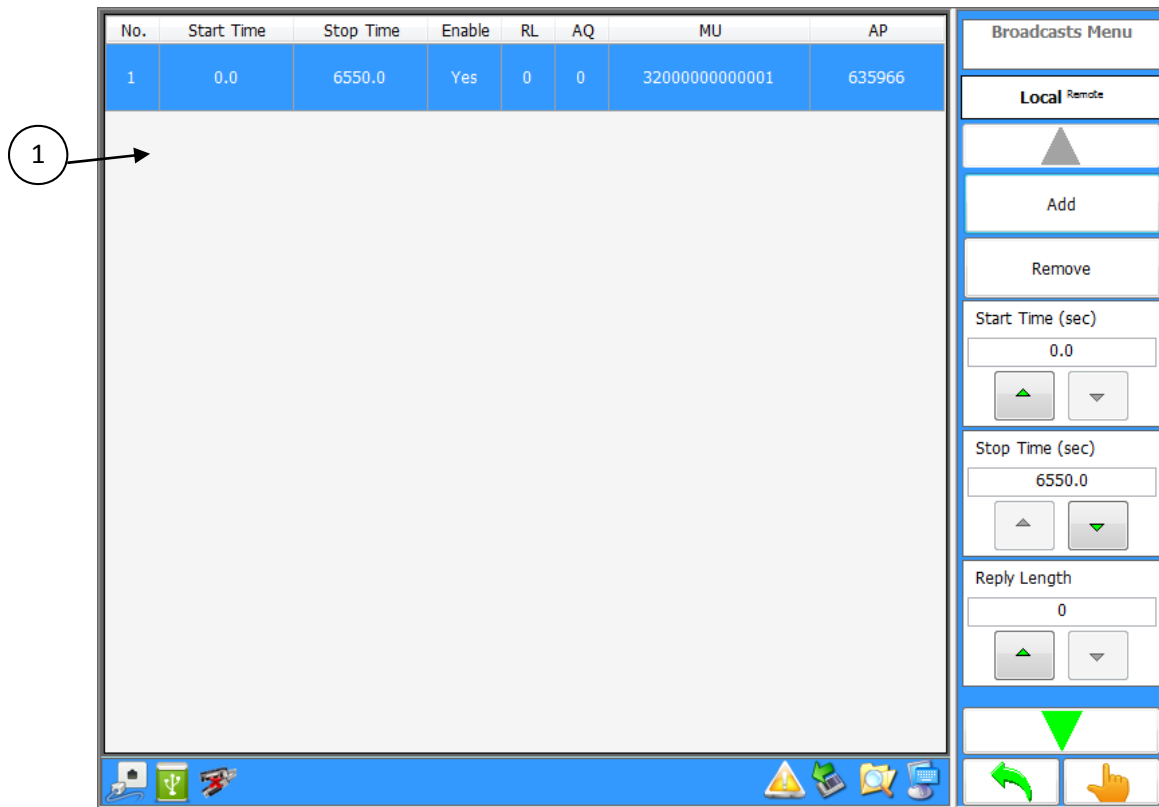 No. Start Time Stop Time Enable RL AQ MU AP
1 0.0 6550.0 Yes 0 0 32000000000001 635966
1
Broadcasts Menu
Local Remote
Add
Remove
Start Time (sec)
0.0
Stop Time (sec)
6550.0
Reply Length
0